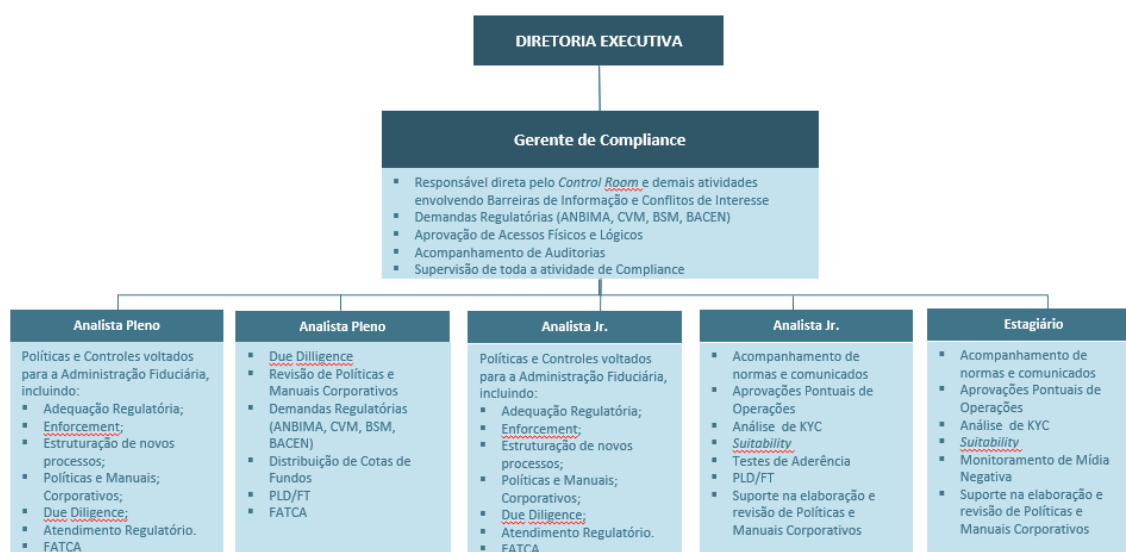 DIRETORIA EXECUTIVA
Gerente de Compliance
▪ Responsável direta pelo Control Room e demais atividades
envolvendo Barreiras de Informação e Conflitos de Interesse
▪ Demandas Regulatórias (ANBIMA, CVM, BSM, BACEN)
▪ Aprovação de Acessos Físicos e Lógicos
▪ Acompanhamento de Auditorias
▪ Supervisão de toda a atividade de Compliance
Analista Pleno
Políticas e Controles voltados
para a Administração Fiduciária,
incluindo:
▪ Adequação Regulatória;
▪ Enforcement;
▪ Estruturação de novos
processos;
▪ Políticas e Manuais;
Corporativos;
▪ Due Diligence;
▪ Atendimento Regulatório.
▪ FATCA
Analista Pleno
▪ Due Dilligence
▪ Revisão de Políticas e
Manuais Corporativos
▪ Demandas Regulatórias
(ANBIMA, CVM, BSM,
BACEN)
▪ Distribuição de Cotas de
Fundos
▪ PLD/FT
▪ FATCA
Analista Jr.
Políticas e Controles voltados
para a Administração Fiduciária,
incluindo:
▪ Adequação Regulatória;
▪ Enforcement;
▪ Estruturação de novos
processos;
▪ Políticas e Manuais;
Corporativos;
▪ Due Diligence;
▪ Atendimento Regulatório.
▪ FATCA
Analista Jr.
▪ Acompanhamento de
normas e comunicados
▪ Aprovações Pontuais de
Operações
▪ Análise de KYC
▪ Suitability
▪ Testes de Aderência
▪ PLD/FT
▪ Suporte na elaboração e
revisão de Políticas e
Manuais Corporativos
Estagiário
▪ Acompanhamento de
normas e comunicados
▪ Aprovações Pontuais de
Operações
▪ Análise de KYC
▪ Suitability
▪ Monitoramento de Mídia
Negativa
▪ Suporte na elaboração e
revisão de Políticas e
Manuais Corporativos